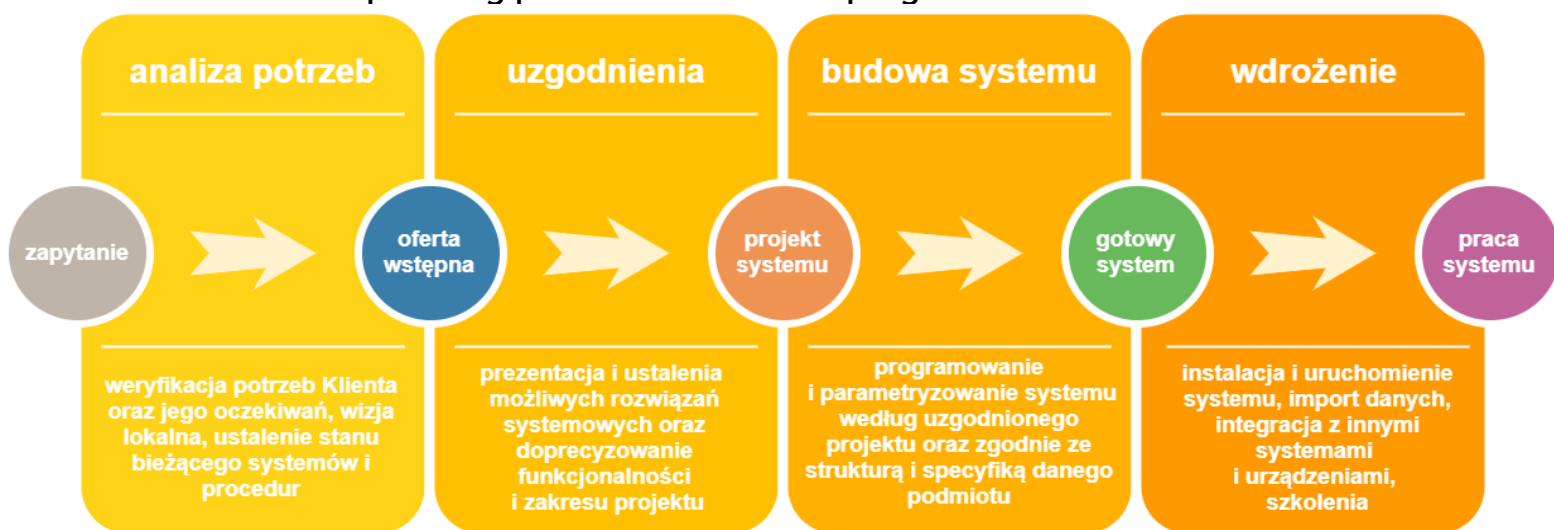 analiza potrzeb
uzgodnienia
budowa systemu
wdrożenie
zapytanie
oferta
wstępna
projekt
systemu
gotowy
system
praca
systemu
weryfikacja potrzeb Klienta
oraz jego oczekiwań, wizja
lokalna, ustalenie stanu
bieżącego systemów i
procedur
prezentacja i ustalenia
możliwych rozwiązań
systemowych oraz
doprecyzowanie
funkcjonalności
i zakresu projektu
programowanie
i parametryzowanie systemu
według uzgodnionego
projektu oraz zgodnie ze
strukturą i specyfiką danego
podmiotu
instalacja i uruchomienie
systemu, import danych,
integracja z innymi
systemami
i urządzeniami,
szkolenia